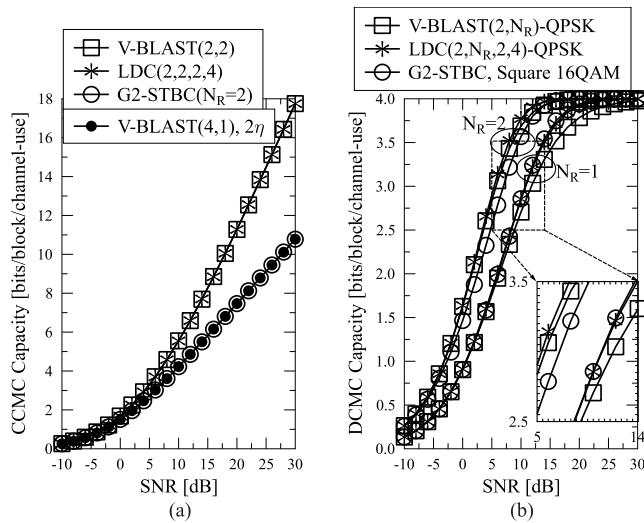 V-BLAST(2,2)
LDC(2,2,2,4)
G2-STBC(N_R=2)
V-BLAST(4,1), 2η
CCMC Capacity [bits/block/channel-use]
18
16
14
12
10
8
6
4
2
0
-10 -5 0 5 10 15 20 25 30
SNR [dB]
(a)
V-BLAST(2,N_R)-QPSK
LDC(2,N_R,2,4)-QPSK
G2-STBC, Square 16QAM
DCMC Capacity [bits/block/channel-use]
4.0
3.5
3.0
2.5
2.0
1.5
1.0
0.5
0.0
N_R=2
N_R=1
3.5
2.5
5 14
-10 -5 0 5 10 15 20 25 30
SNR [dB]
(b)